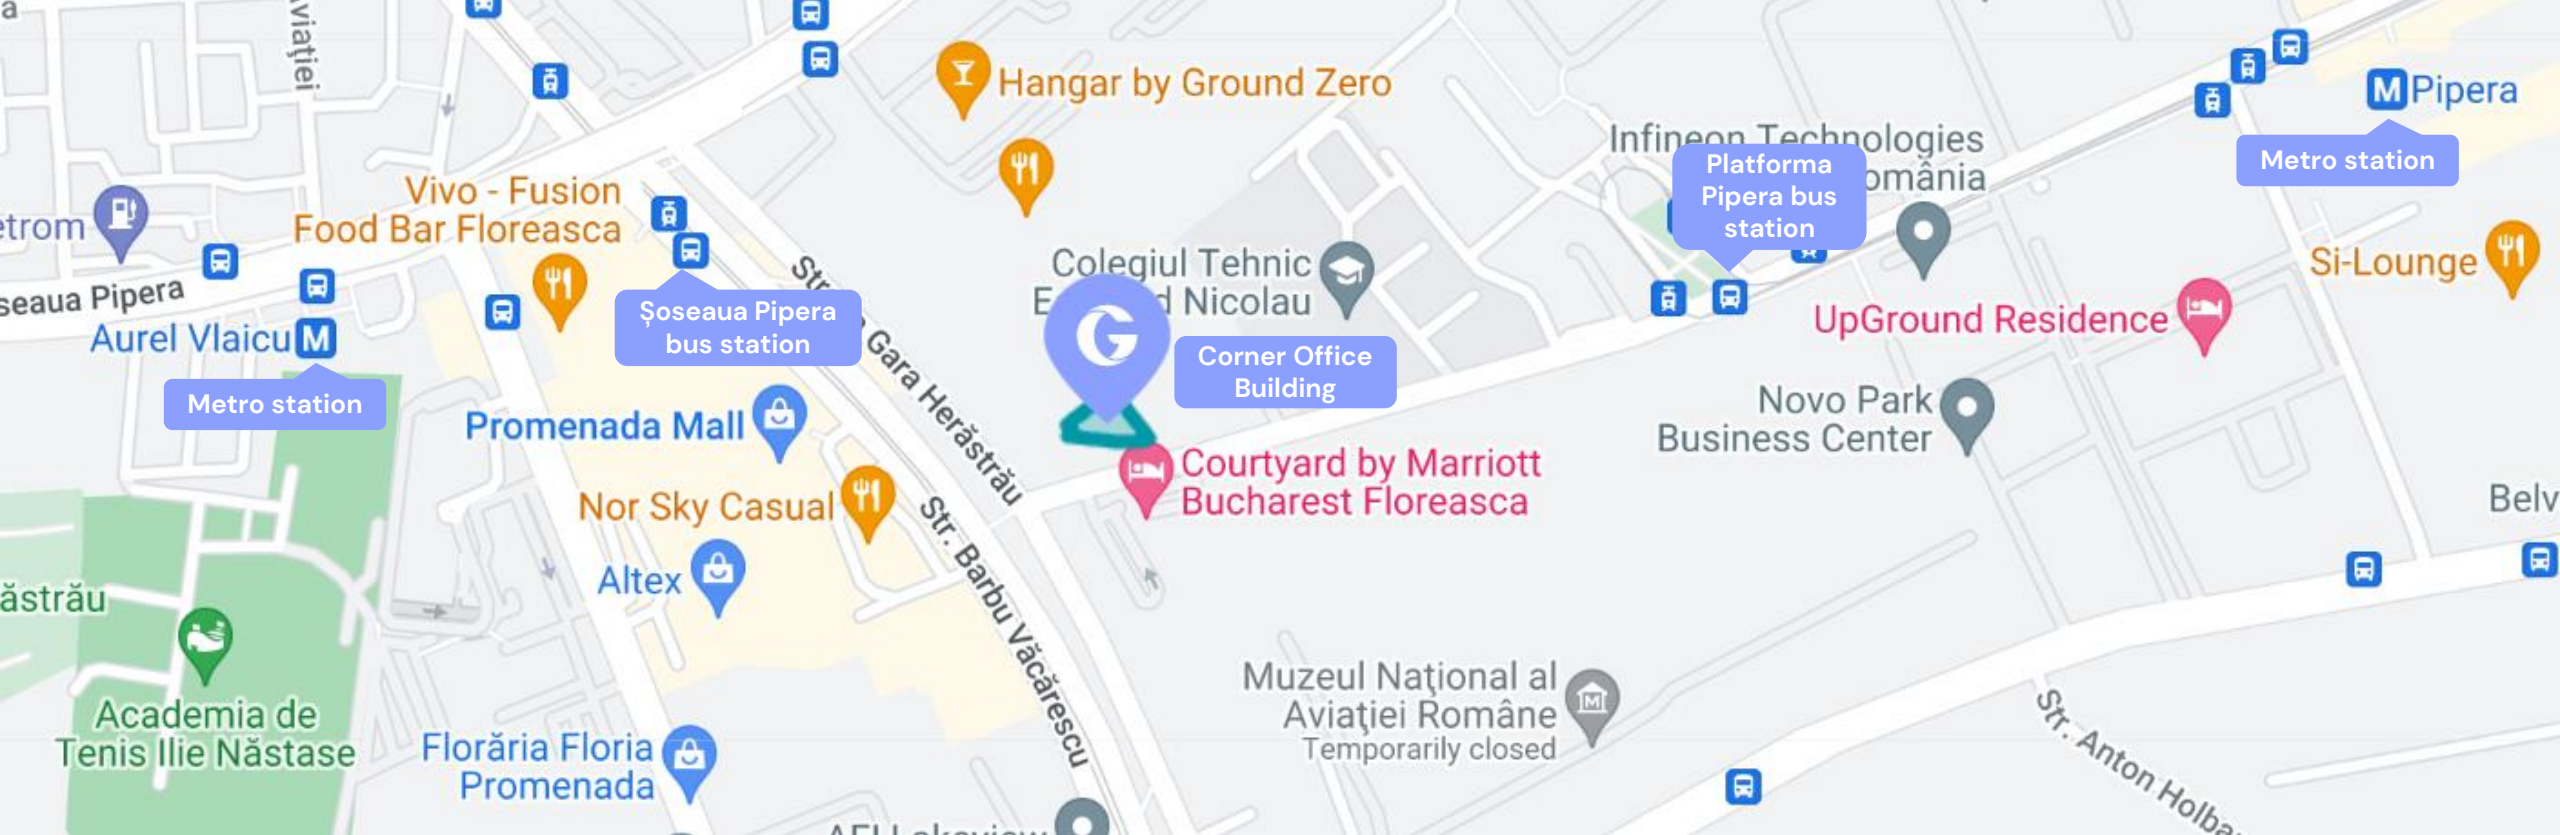 a
Aviației
Hangar by Ground Zero
M Pipera
Metro station
Infineon Technologies
România
Platforma
Pipera bus
station
Vivo - Fusion
Food Bar Floreasca
etrom
seaua Pipera
Aurel Vlaicu M
Metro station
Șoseaua Pipera
bus station
Str. Gara Herăstrău
Colegiul Tehnic
Nicolau
G
Corner Office
Building
Si-Lounge
UpGround Residence
Promenada Mall
Novo Park
Business Center
Courtyard by Marriott
Bucharest Floreasca
Nor Sky Casual
Str. Barbu Văcărescu
Belv
Altex
ăstrău
Academia de
Tenis Ilie Năstase
Florăria Floria
Promenada
Muzeul Naţional al
Aviaţiei Române
Temporarily closed
Str. Anton Holba